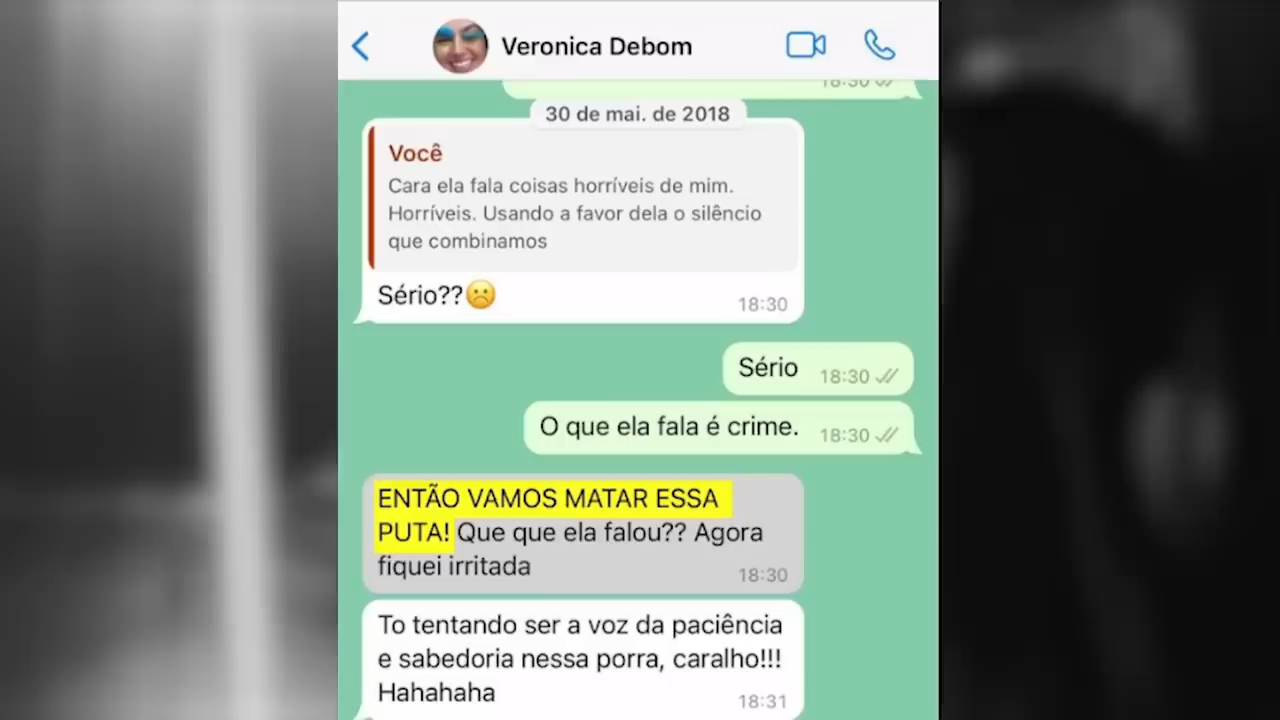 Veronica Debom
18:30
30 de mai. de 2018
Você
Cara ela fala coisas horríveis de mim.
Horríveis. Usando a favor dela o silêncio
que combinamos
Sério??☹️
18:30
Sério 18:30
O que ela fala é crime. 18:30
ENTÃO VAMOS MATAR ESSA
PUTA! Que que ela falou?? Agora
fiquei irritada
18:30
To tentando ser a voz da paciência
e sabedoria nessa porra, caralho!!!
Hahahaha
18:31